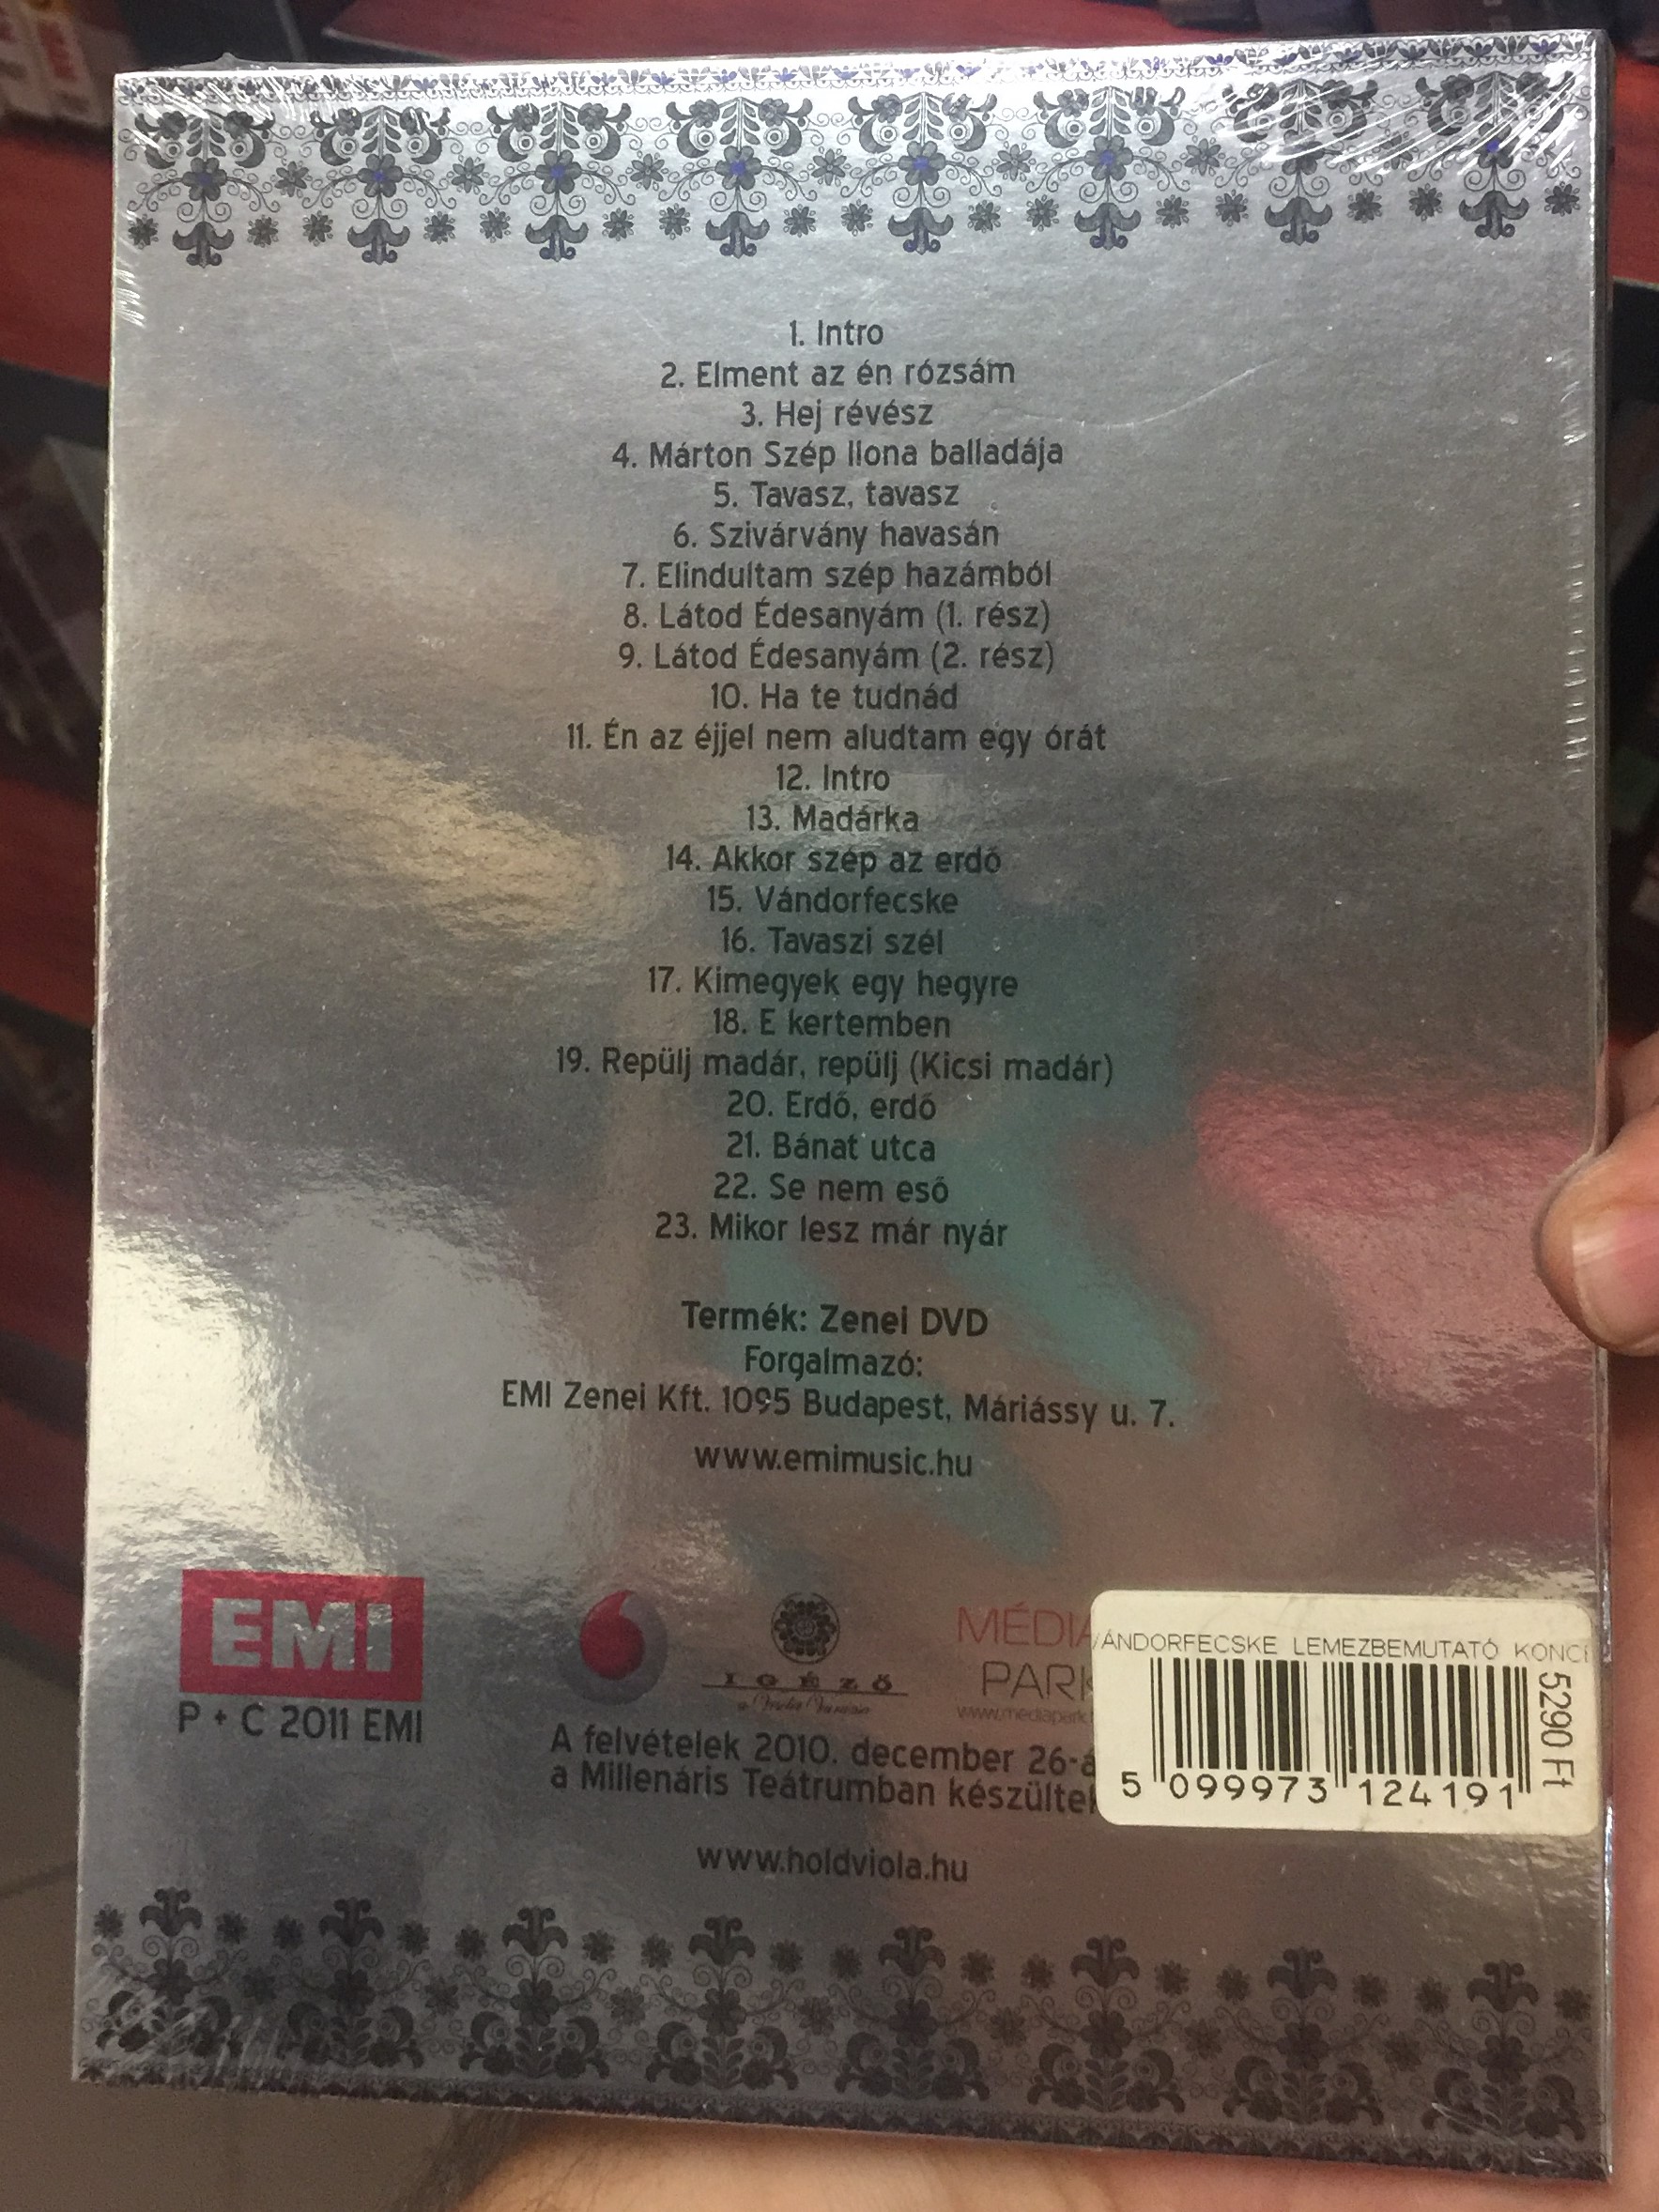 1. Intro
2. Elment az én rózsám
3. Hej révész
4. Márton Szép Ilona balladája
5. Tavasz, tavasz
6. Szivárvány havasán
7. Elindultam szép hazámból
8. Látod Édesanyám (1. rész)
9. Látod Édesanyám (2. rész)
10. Ha te tudnád
11. Én az éjjel nem aludtam egy órát
12. Intro
13. Madárka
14. Akkor szép az erdő
15. Vándorfecske
16. Tavaszi szél
17. Kimegyek egy hegyre
18. E kertemben
19. Repülj madár, repülj (Kicsi madár)
20. Erdő, erdő
21. Bánat utca
22. Se nem eső
23. Mikor lesz már nyár
Termék: Zenei DVD
Forgalmazó:
EMI Zenei Kft. 1095 Budapest, Máriássy u. 7.
www.emimusic.hu
EMI
P + C 2011 EMI
IGÉZŐ
MÉDIA
PARK
www.mediapark
A felvételek 2010. december 26-á
a Millenáris Teátrumban készülte
www.holdviola.hu
ÁNDORFECSKE LEMEZBEMUTATÓ KONC
5290 Ft
5 099973 124191